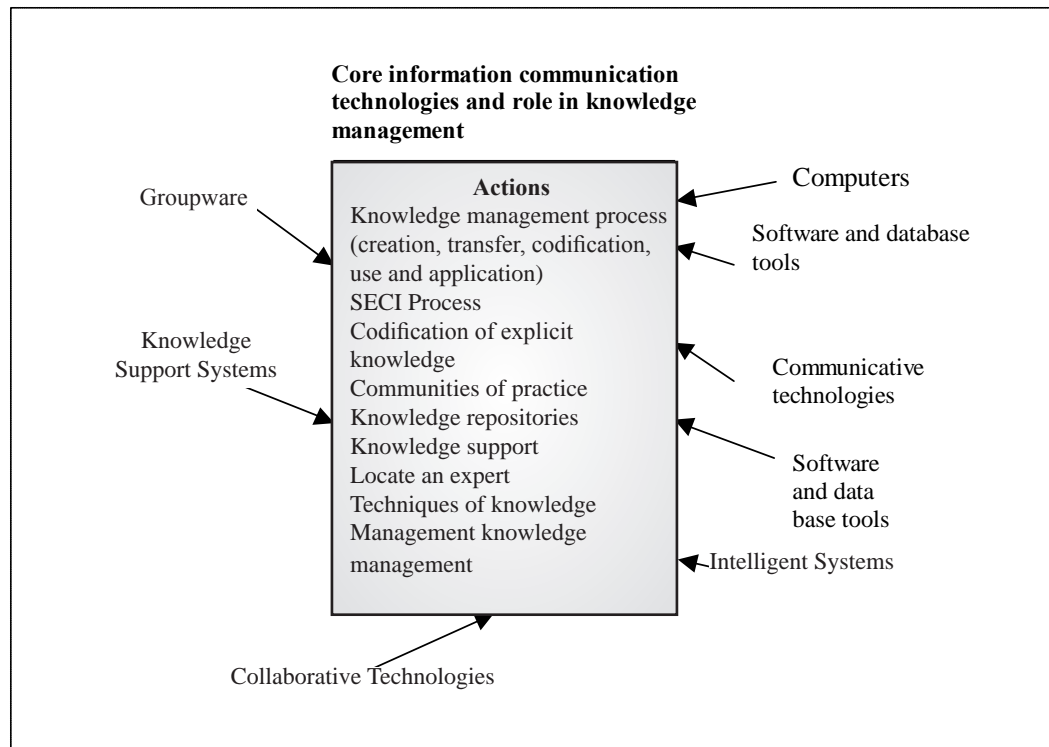 Core information communication
technologies and role in knowledge
management
Actions
Knowledge management process
(creation, transfer, codification,
use and application)
SECI Process
Codification of explicit
knowledge
Communities of practice
Knowledge repositories
Knowledge support
Locate an expert
Techniques of knowledge
Management knowledge
management
Groupware
Knowledge
Support Systems
Computers
Software and database
tools
Communicative
technologies
Software
and data
base tools
Intelligent Systems
Collaborative Technologies